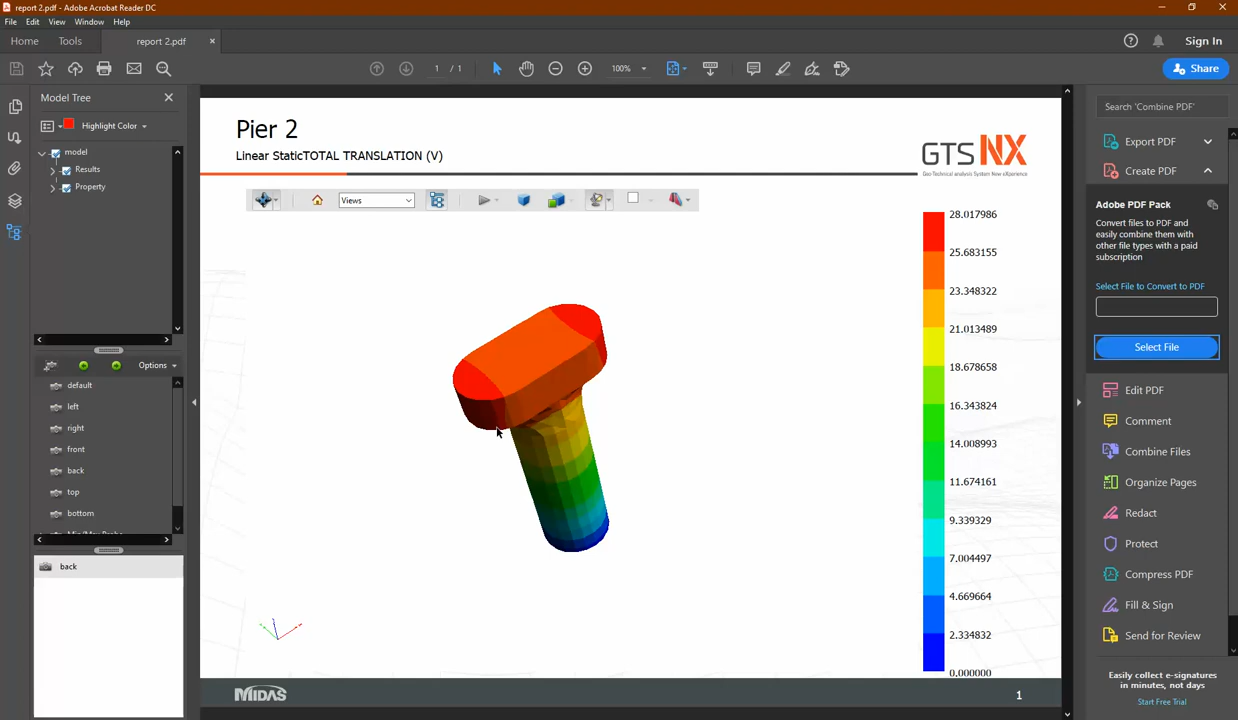 report 2.pdf - Adobe Acrobat Reader DC
File Edit View Window Help
Home Tools report 2.pdf ×
Sign In
1 / 1
100%
Share
Model Tree
Highlight Color
model
Results
Property
Options
default
left
right
front
back
top
bottom
back
Pier 2
Linear StaticTOTAL TRANSLATION (V)
GTS NX
Geo-Technical analysis System New eXperience
Views
28.017986
25.683155
23.348322
21.013489
18.678658
16.343824
14.008993
11.674161
9.339329
7.004497
4.669664
2.334832
0.000000
MIDAS
1
Search 'Combine PDF'
Export PDF
Create PDF
Adobe PDF Pack
Convert files to PDF and
easily combine them with
other file types with a paid
subscription
Select File to Convert to PDF
Select File
Edit PDF
Comment
Combine Files
Organize Pages
Redact
Protect
Compress PDF
Fill & Sign
Send for Review
Easily collect e-signatures
in minutes, not days
Start Free Trial